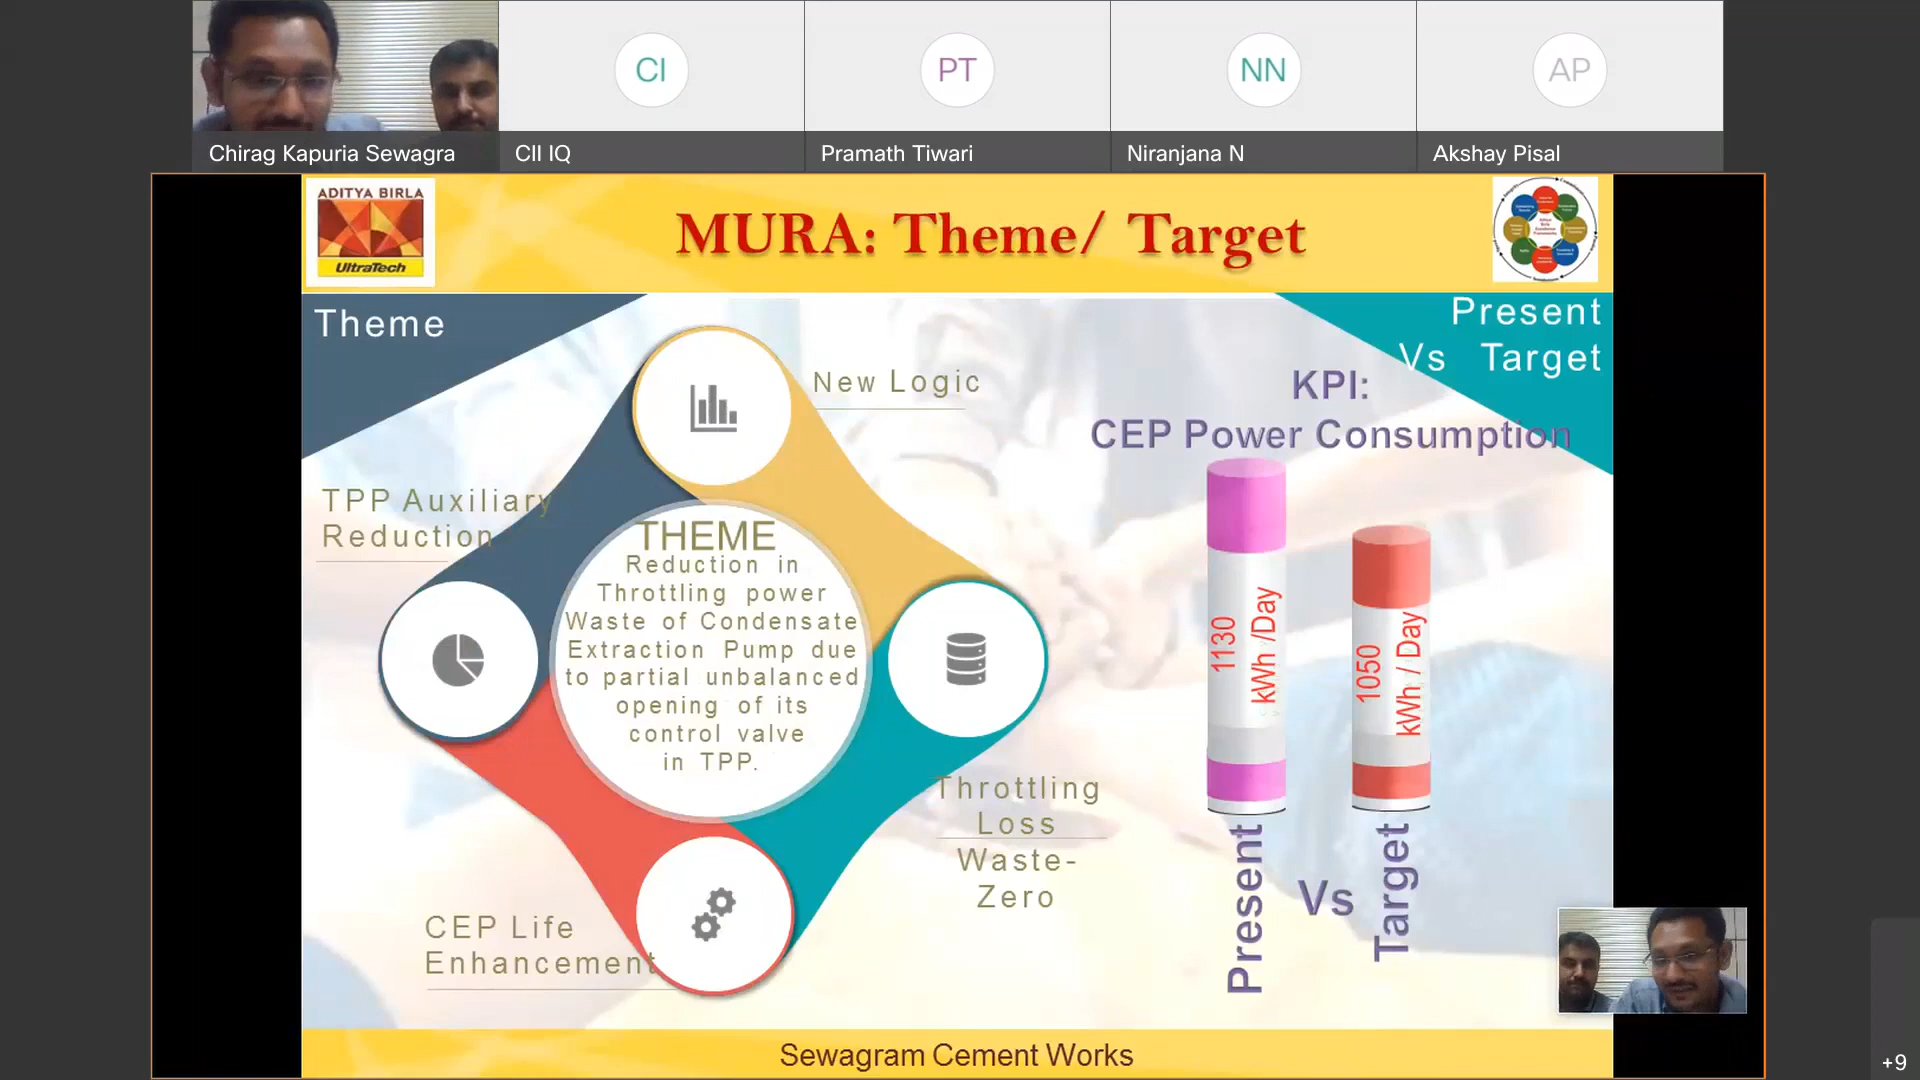 CI
PT
NN
AP
Chirag Kapuria Sewagra
CII IQ
Pramath Tiwari
Niranjana N
Akshay Pisal
ADITYA BIRLA
UltraTech
MURA: Theme/ Target
Theme
Present
Vs Target
New Logic
KPI:
CEP Power Consumption
TPP Auxiliary
Reduction
THEME
Reduction in
Throttling power
Waste of Condensate
Extraction Pump due
to partial unbalanced
opening of its
control valve
in TPP.
1130
kWh /Day
1050
kWh / Day
Throttling
Loss
Waste-
Zero
CEP Life
Enhancement
Present
Vs
Target
Sewagram Cement Works
+9